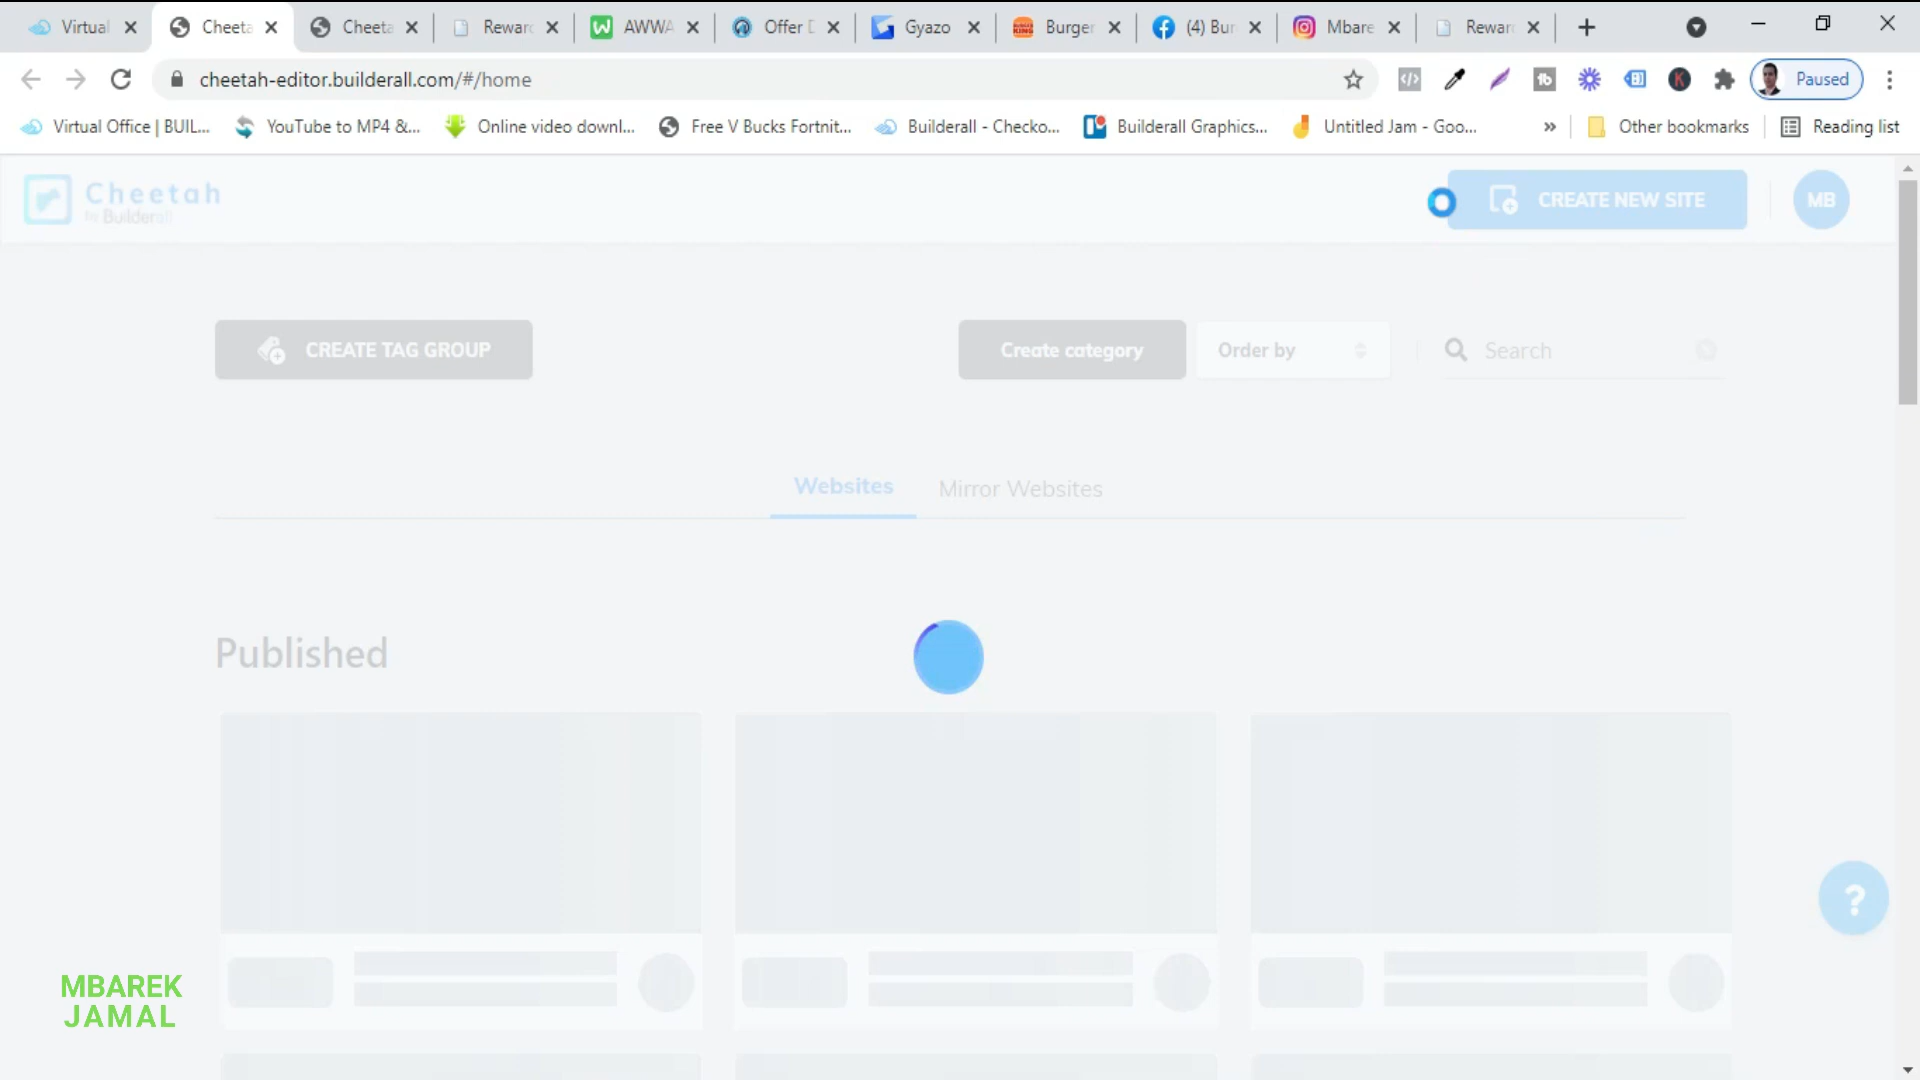 Virtual
Cheeta
Cheeta
Rewar
AWWA
Offer D
Gyazo
Burger
(4) Bur
Mbare
Rewar
cheetah-editor.builderall.com/#/home
Paused
Virtual Office | BUIL...
YouTube to MP4 &...
Online video downl...
Free V Bucks Fortnit...
Builderall - Checko...
Builderall Graphics...
Untitled Jam - Goo...
»
Other bookmarks
Reading list
Cheetah
by Builderall
CREATE NEW SITE
MB
CREATE TAG GROUP
Create category
Order by
Search
Websites
Mirror Websites
Published
?
MBAREK
JAMAL